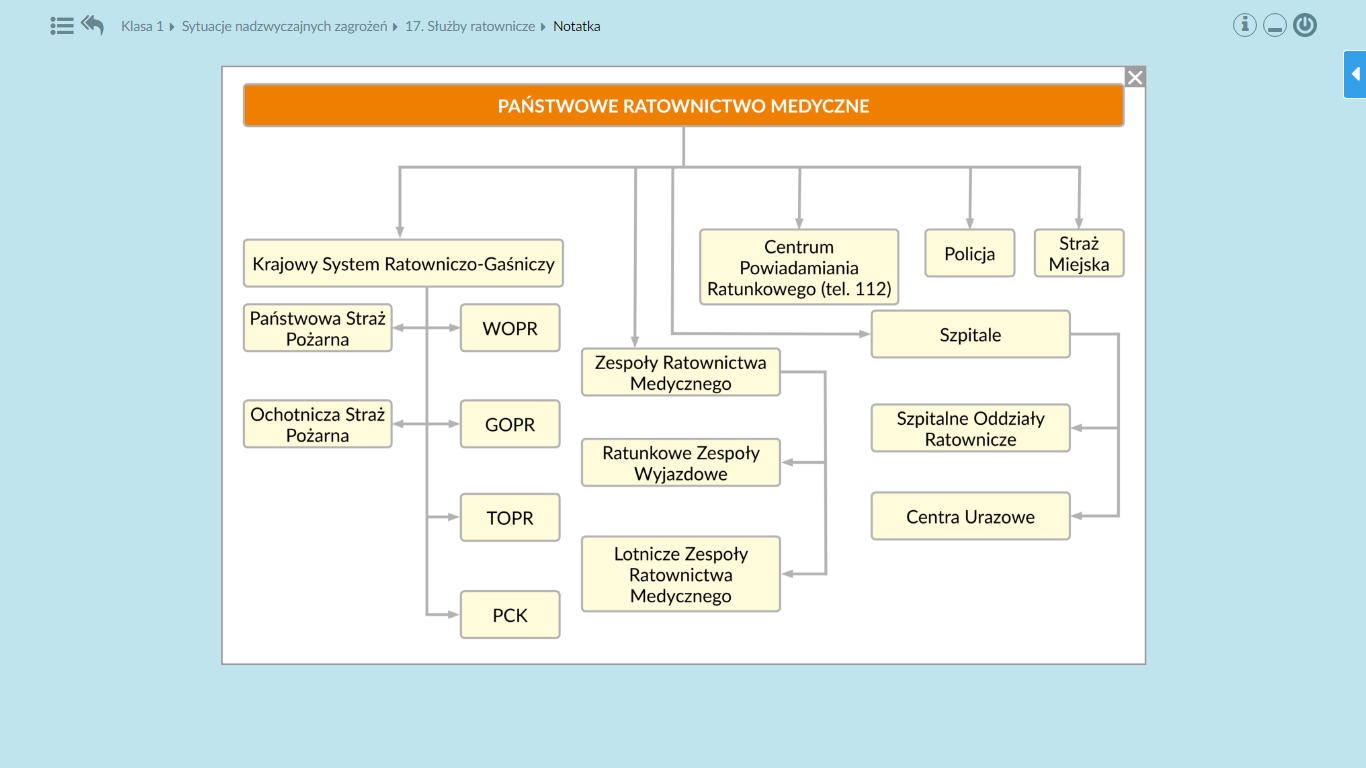 Klasa 1 Sytuacje nadzwyczajnych zagrożeń 17. Służby ratownicze Notatka
PAŃSTWOWE RATOWNICTWO MEDYCZNE
Krajowy System Ratowniczo-Gaśniczy
Państwowa Straż
Pożarna
WOPR
Ochotnicza Straż
Pożarna
GOPR
TOPR
PCK
Zespoły Ratownictwa
Medycznego
Ratunkowe Zespoły
Wyjazdowe
Lotnicze Zespoły
Ratownictwa
Medycznego
Centrum
Powiadamiania
Ratunkowego (tel. 112)
Policja
Straż
Miejska
Szpitale
Szpitalne Oddziały
Ratownicze
Centra Urazowe